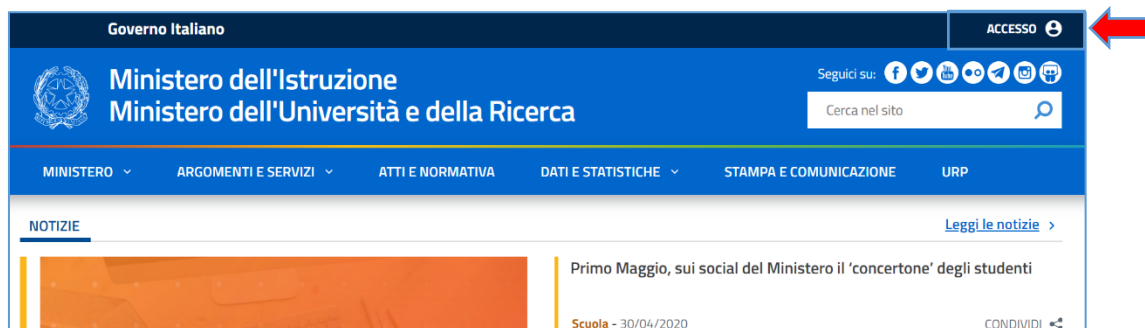 Governo Italiano
ACCESSO
Ministero dell'Istruzione
Ministero dell'Università e della Ricerca
Seguici su:
Cerca nel sito
MINISTERO ARGOMENTI E SERVIZI ATTI E NORMATIVA DATI E STATISTICHE STAMPA E COMUNICAZIONE URP
NOTIZIE
Leggi le notizie
Primo Maggio, sui social del Ministero il ‘concertone’ degli studenti
Scuola - 30/04/2020
CONDIVIDI